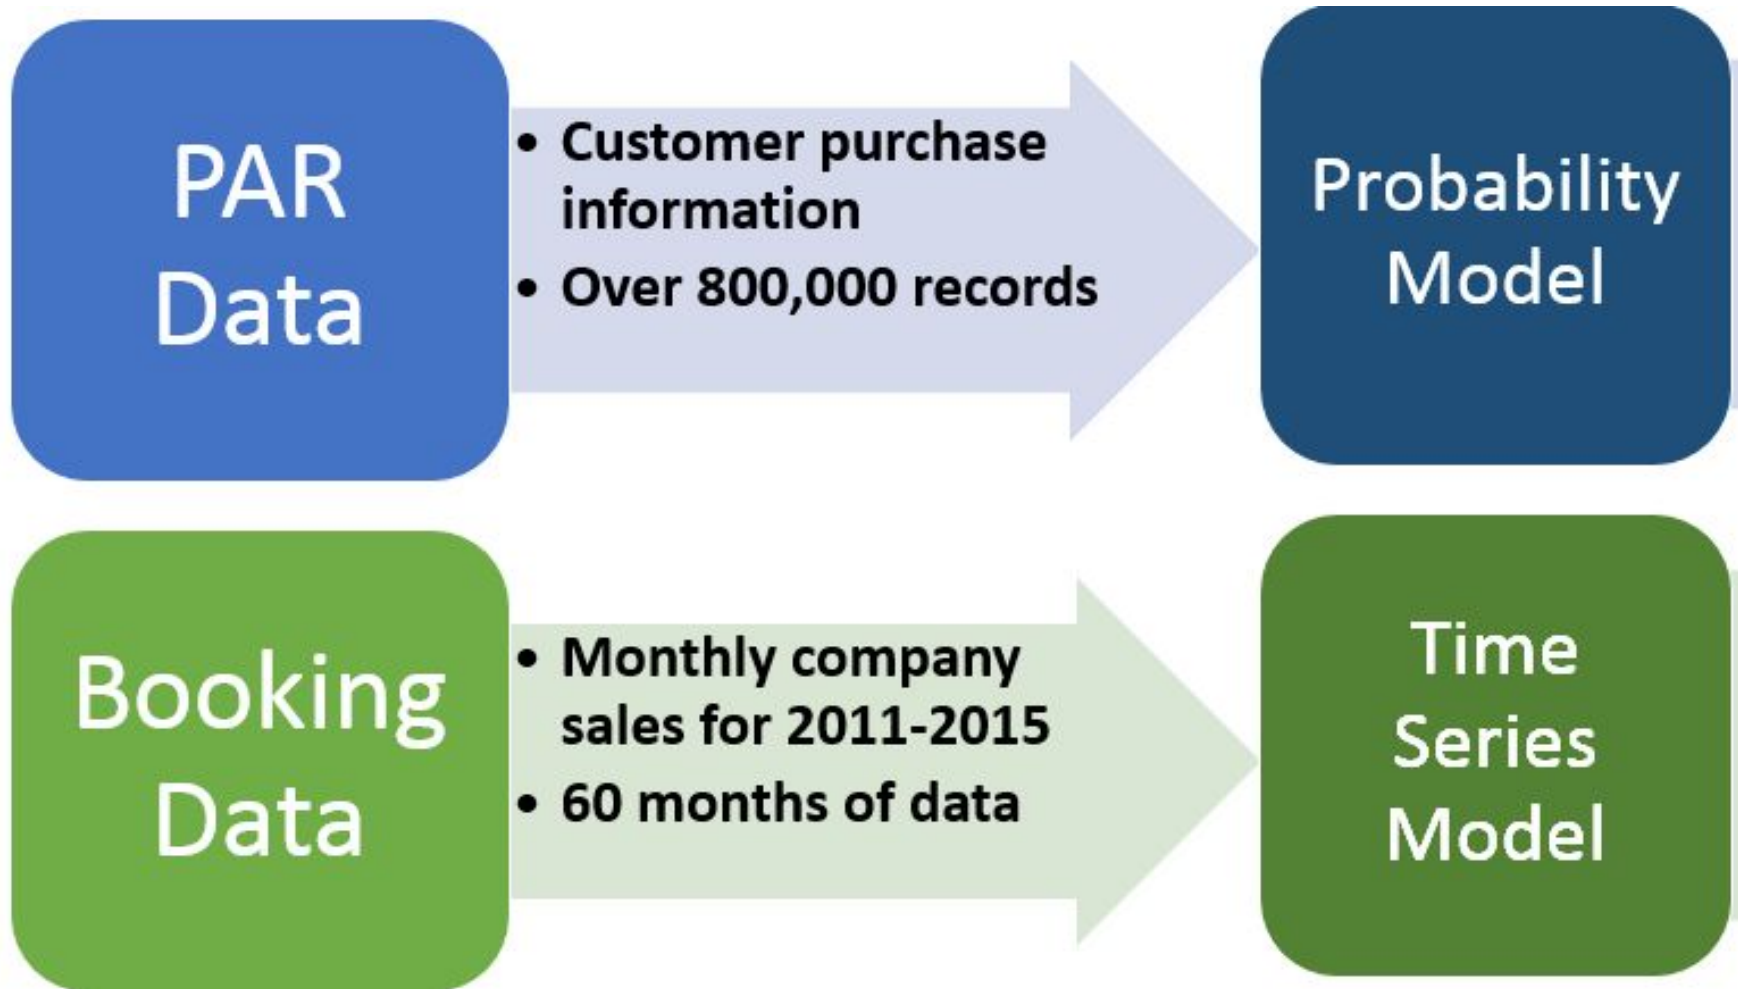 PAR
Data
• Customer purchase
information
• Over 800,000 records
Probability
Model
Booking
Data
• Monthly company
sales for 2011-2015
• 60 months of data
Time
Series
Model